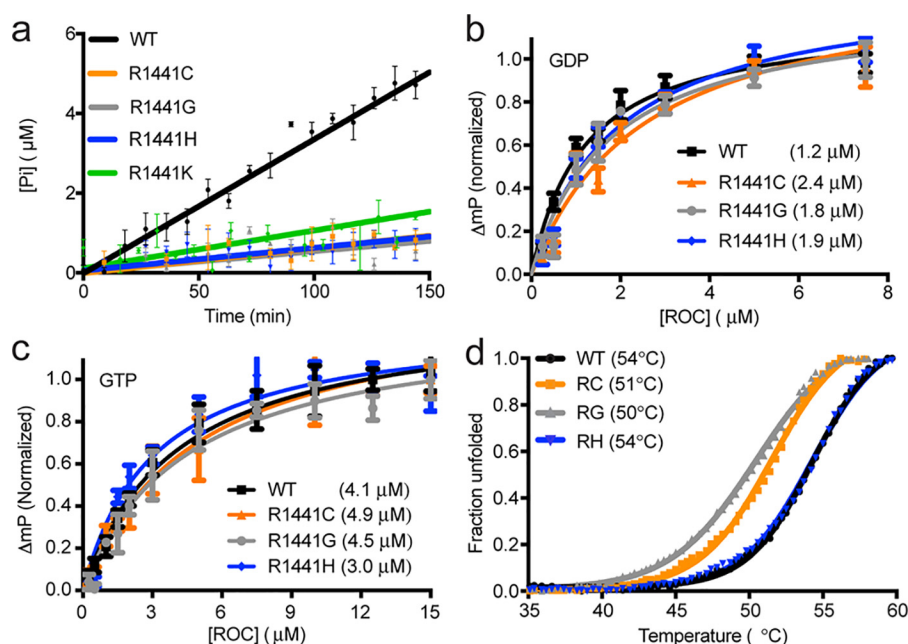 a
WT
R1441C
R1441G
R1441H
R1441K
[Pi] ( μM)
6
4
2
0
0 50 100 150
Time (min)
b
GDP
ΔmP (normalized)
1.0
0.8
0.6
0.4
0.2
0.0
WT (1.2 μM)
R1441C (2.4 μM)
R1441G (1.8 μM)
R1441H (1.9 μM)
0 2 4 6 8
[ROC] ( μM)
c
GTP
ΔmP (Normalized)
1.0
0.8
0.6
0.4
0.2
0.0
WT (4.1 μM)
R1441C (4.9 μM)
R1441G (4.5 μM)
R1441H (3.0 μM)
0 3 6 9 12 15
[ROC] ( μM)
d
WT (54°C)
RC (51°C)
RG (50°C)
RH (54°C)
Fraction unfolded
1.0
0.8
0.6
0.4
0.2
0.0
35 40 45 50 55 60
Temperature ( °C)